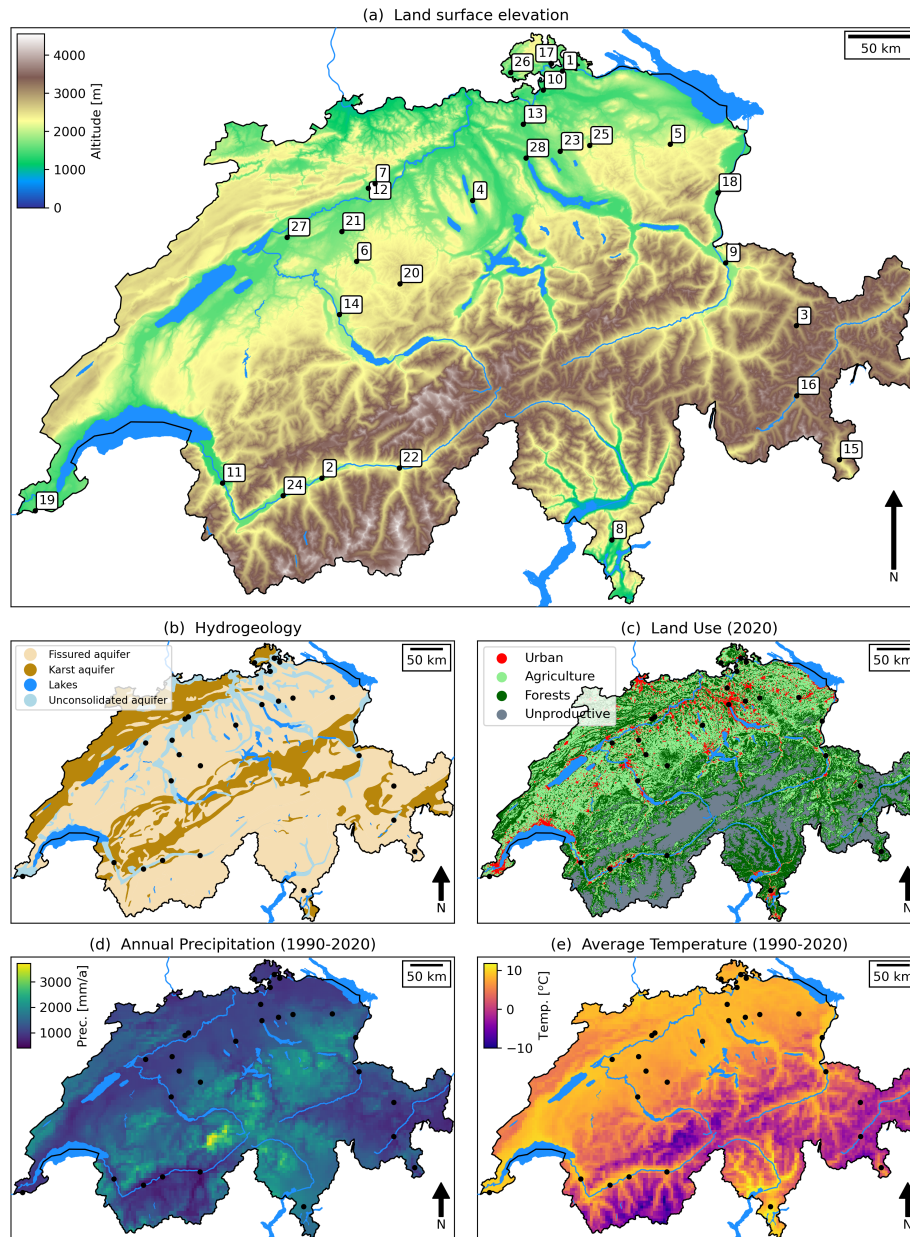 (a) Land surface elevation
4000
3000
2000
1000
0
Altitude [m]
50 km
17
1
26
10
13
28
23
25
5
7
12
4
18
27
21
6
9
20
14
3
16
11
2
22
24
15
19
8
N
(b) Hydrogeology
Fissured aquifer
Karst aquifer
Lakes
Unconsolidated aquifer
50 km
N
(c) Land Use (2020)
Urban
Agriculture
Forests
Unproductive
50 km
N
(d) Annual Precipitation (1990-2020)
3000
2000
1000
Prec. [mm/a]
50 km
N
(e) Average Temperature (1990-2020)
10
0
−10
Temp. [°C]
50 km
N